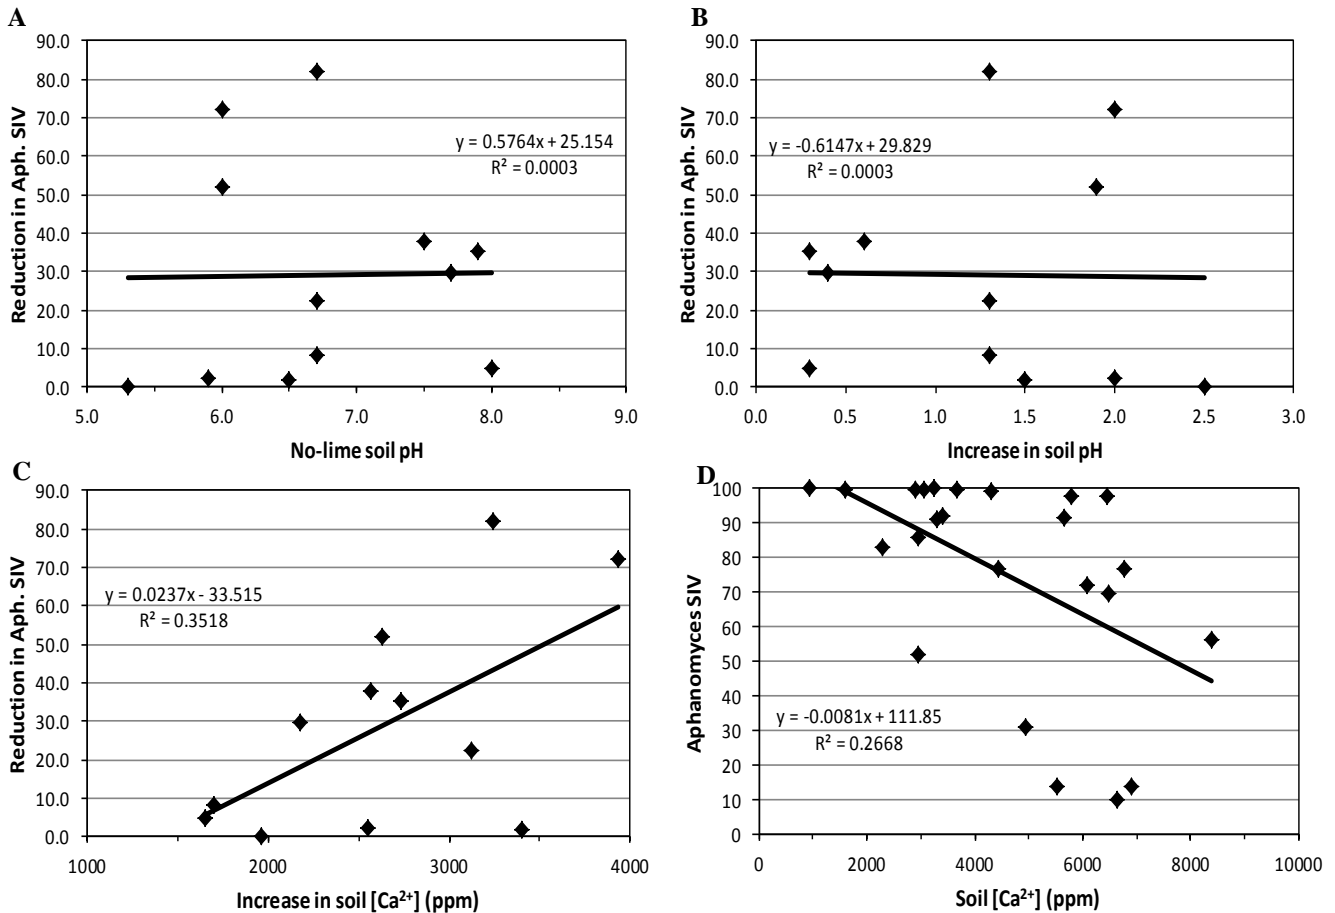 A
90.0
80.0
70.0
60.0
50.0
40.0
30.0
20.0
10.0
0.0
5.0 6.0 7.0 8.0 9.0
Reduction in Aph. SIV
y = 0.5764x + 25.154
R² = 0.0003
No-lime soil pH
B
90.0
80.0
70.0
60.0
50.0
40.0
30.0
20.0
10.0
0.0
0.0 0.5 1.0 1.5 2.0 2.5 3.0
Reduction in Aph. SIV
y = -0.6147x + 29.829
R² = 0.0003
Increase in soil pH
C
90.0
80.0
70.0
60.0
50.0
40.0
30.0
20.0
10.0
0.0
1000 2000 3000 4000
Reduction in Aph. SIV
y = 0.0237x - 33.515
R² = 0.3518
Increase in soil [Ca²⁺] (ppm)
D
100
90
80
70
60
50
40
30
20
10
0
0 2000 4000 6000 8000 10000
Aphanomyces SIV
y = -0.0081x + 111.85
R² = 0.2668
Soil [Ca²⁺] (ppm)